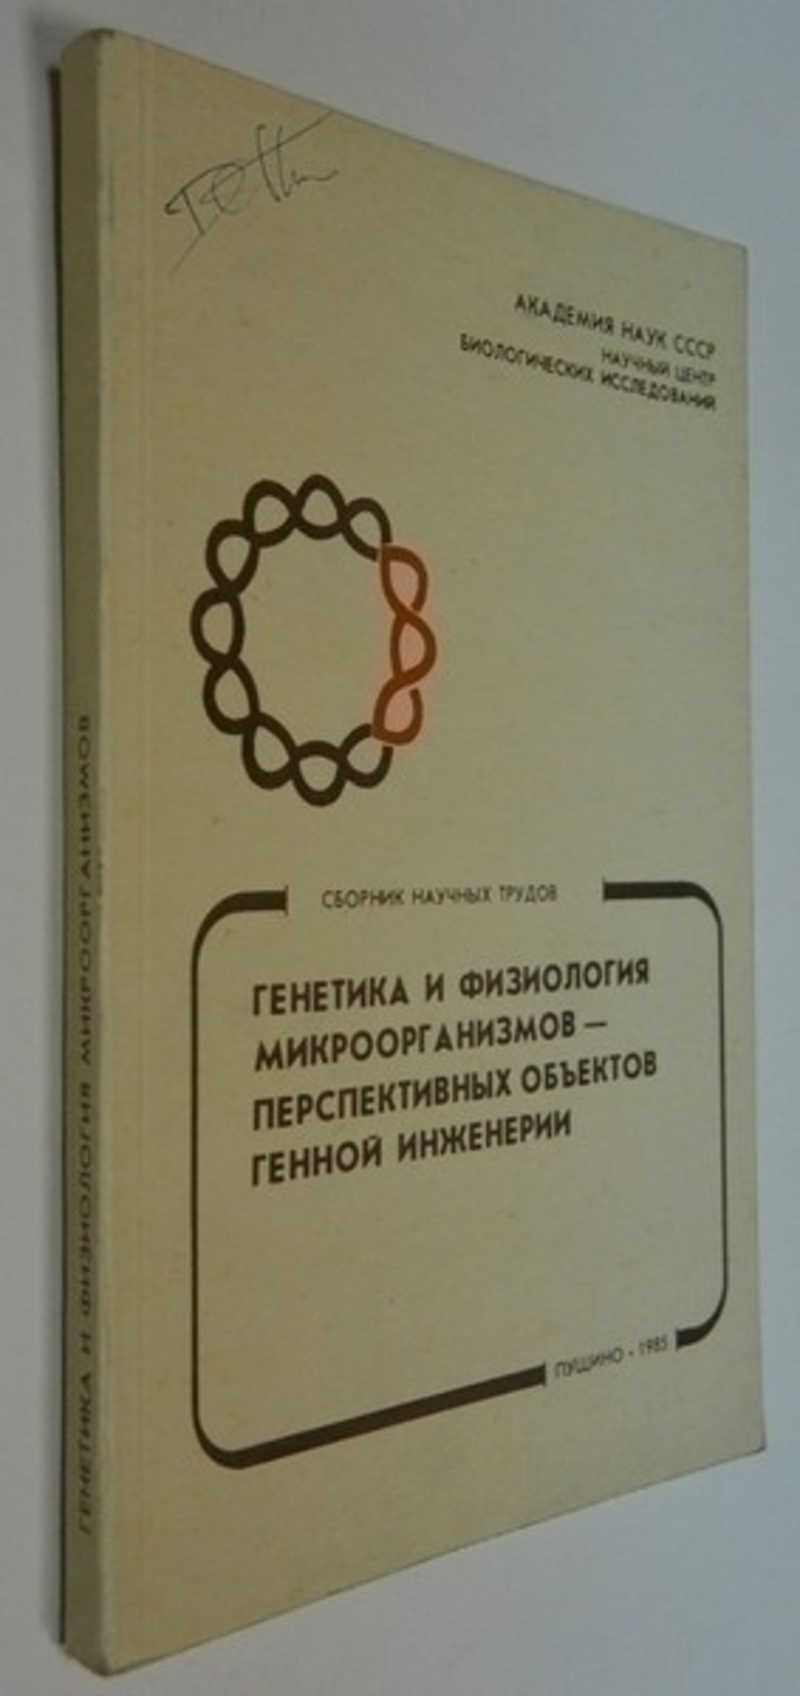 АКАДЕМИЯ НАУК СССР
НАУЧНЫЙ ЦЕНТР
БИОЛОГИЧЕСКИХ ИССЛЕДОВАНИЙ
СБОРНИК НАУЧНЫХ ТРУДОВ
ГЕНЕТИКА И ФИЗИОЛОГИЯ
МИКРООРГАНИЗМОВ —
ПЕРСПЕКТИВНЫХ ОБЪЕКТОВ
ГЕННОЙ ИНЖЕНЕРИИ
ПУЩИНО • 1985
ГЕНЕТИКА И ФИЗИОЛОГИЯ МИКРООРГАНИЗМОВ